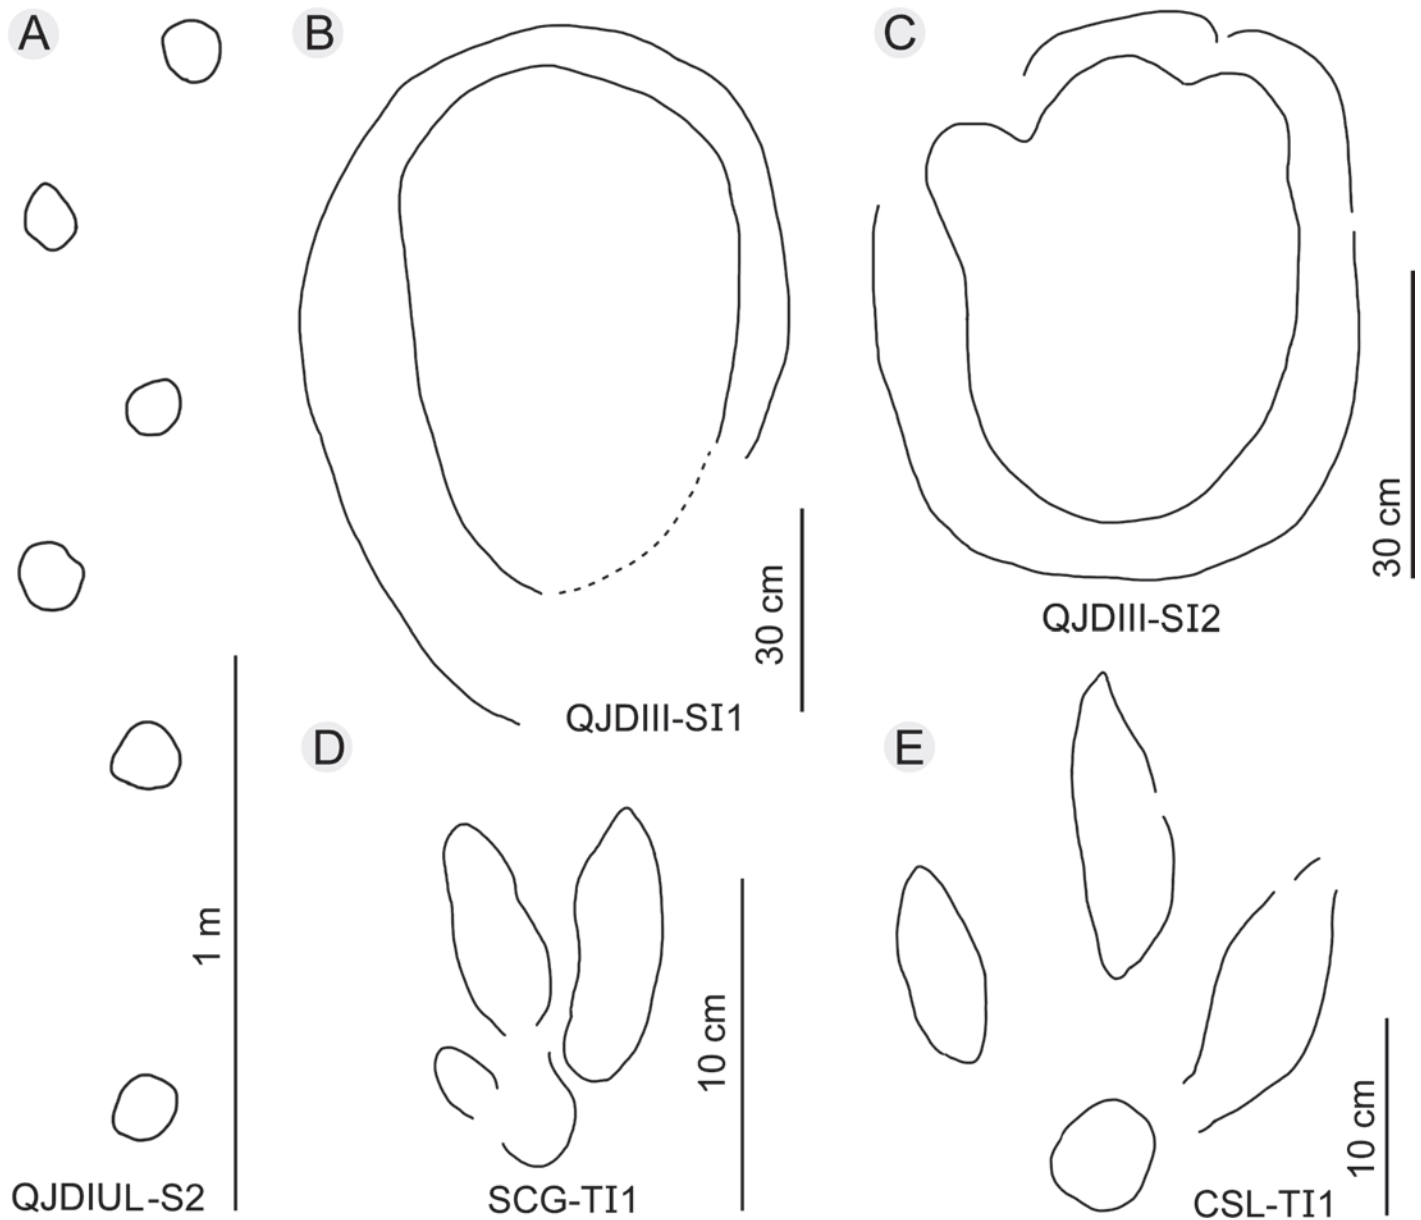 A
B
C
30 cm
QJDIII-SI2
30 cm
QJDIII-SI1
D
E
1 m
10 cm
10 cm
QJDIUL-S2
SCG-TI1
CSL-TI1